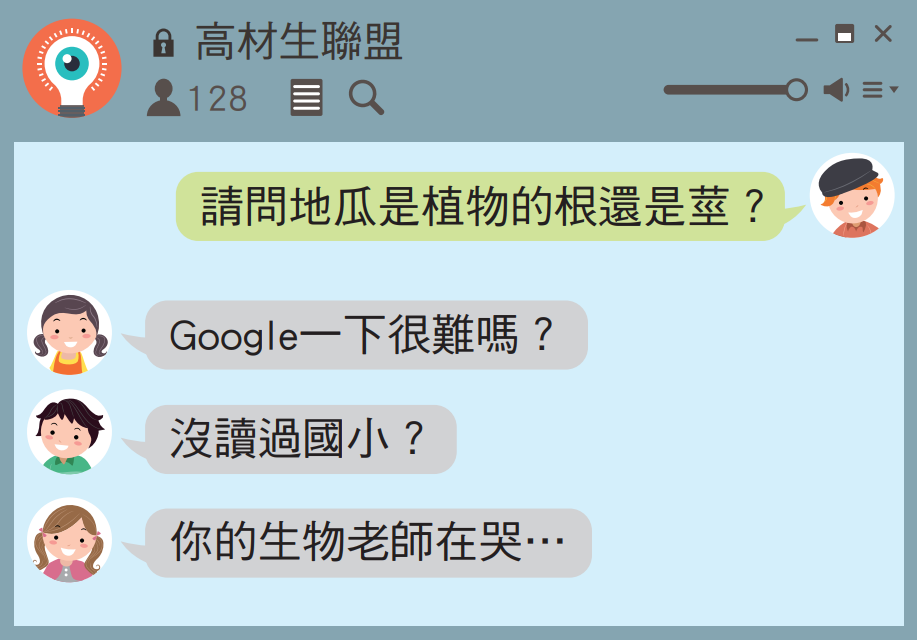 高材生聯盟
128
請問地瓜是植物的根還是莖？
Google一下很難嗎？
沒讀過國小？
你的生物老師在哭…